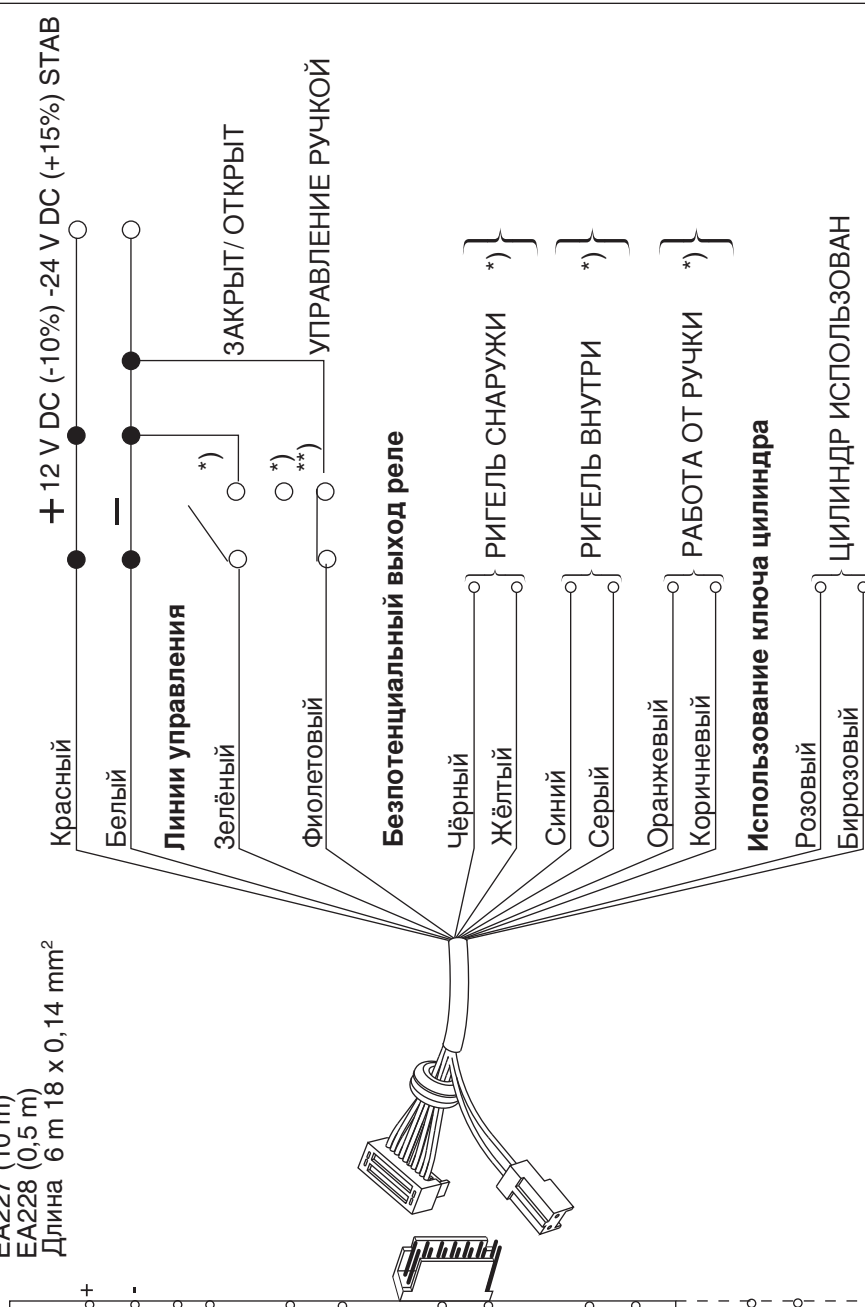 EA227 (10 m)
EA228 (0,5 m)
Длина 6 m 18 x 0,14 mm²
+
-
Красный
+ 12 V DC (-10%) -24 V DC (+15%) STAB
Белый
–
Линии управления
Зелёный
*)
ЗАКРЫТ/ ОТКРЫТ
*)
**)
Фиолетовый
УПРАВЛЕНИЕ РУЧКОЙ
Безпотенциальный выход реле
Чёрный
Жёлтый
РИГЕЛЬ СНАРУЖИ *)
Синий
Серый
РИГЕЛЬ ВНУТРИ *)
Оранжевый
Коричневый
РАБОТА ОТ РУЧКИ *)
Использование ключа цилиндра
Розовый
Бирюзовый
ЦИЛИНДР ИСПОЛЬЗОВАН